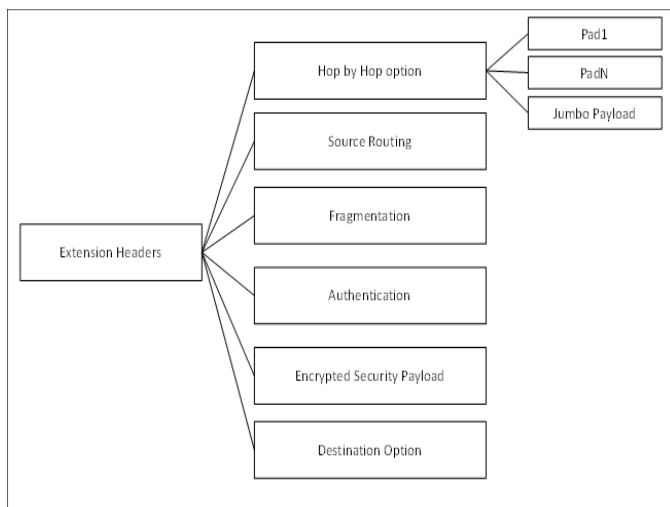 Pad1
Hop by Hop option
PadN
Jumbo Payload
Source Routing
Fragmentation
Extension Headers
Authentication
Encrypted Security Payload
Destination Option